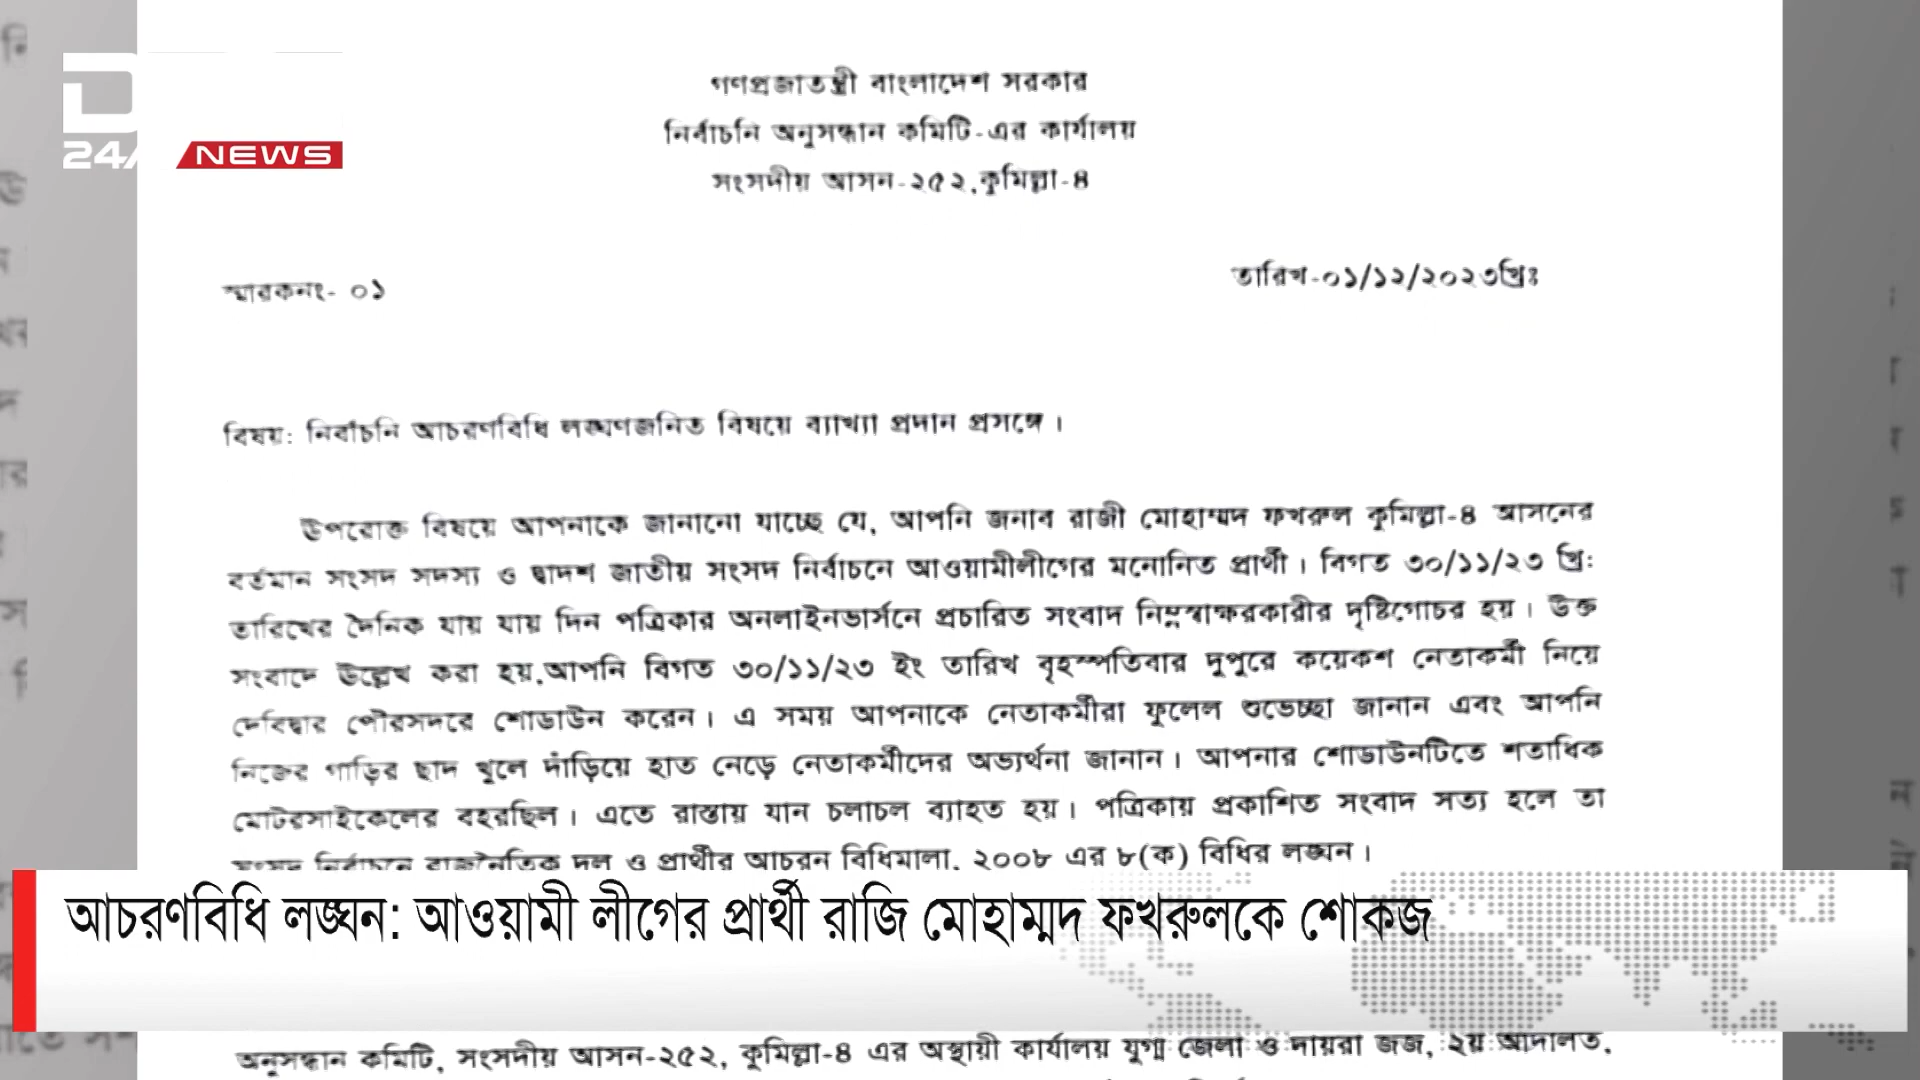 গণপ্রজাতন্ত্রী বাংলাদেশ সরকার
নির্বাচনি অনুসন্ধান কমিটি-এর কার্যালয়
সংসদীয় আসন-২৫২,কুমিল্লা-৪
24/
NEWS
স্মারকনং- ০১
তারিখ-০১/১২/২০২৩খ্রিঃ
বিষয়: নির্বাচনি আচরণবিধি লঙ্ঘণজনিত বিষয়ে ব্যাখ্যা প্রদান প্রসঙ্গে।
উপরোক্ত বিষয়ে আপনাকে জানানো যাচ্ছে যে, আপনি জনাব রাজী মোহাম্মদ ফখরুল কুমিল্লা-৪ আসনের
বর্তমান সংসদ সদস্য ও দ্বাদশ জাতীয় সংসদ নির্বাচনে আওয়ামীলীগের মনোনিত প্রার্থী। বিগত ৩০/১১/২৩ খ্রি:
তারিখের দৈনিক যায় যায় দিন পত্রিকার অনলাইনভার্সনে প্রচারিত সংবাদ নিম্নস্বাক্ষরকারীর দৃষ্টিগোচর হয়। উক্ত
সংবাদে উল্লেখ করা হয়,আপনি বিগত ৩০/১১/২৩ ইং তারিখ বৃহস্পতিবার দুপুরে কয়েকশ নেতাকর্মী নিয়ে
দেবিদ্বার পৌরসদরে শোডাউন করেন। এ সময় আপনাকে নেতাকর্মীরা ফুলেল শুভেচ্ছা জানান এবং আপনি
নিজের গাড়ির ছাদ খুলে দাঁড়িয়ে হাত নেড়ে নেতাকর্মীদের অভ্যর্থনা জানান। আপনার শোডাউনটিতে শতাধিক
মোটরসাইকেলের বহরছিল। এতে রাস্তায় যান চলাচল ব্যাহত হয়। পত্রিকায় প্রকাশিত সংবাদ সত্য হলে তা
সংসদ নির্বাচনে রাজনৈতিক দল ও প্রার্থীর আচরন বিধিমালা, ২০০৮ এর ৮(ক) বিধির লঙ্ঘন।
আচরণবিধি লঙ্ঘন: আওয়ামী লীগের প্রার্থী রাজি মোহাম্মদ ফখরুলকে শোকজ
অনুসন্ধান কমিটি, সংসদীয় আসন-২৫২, কুমিল্লা-৪ এর অস্থায়ী কার্যালয় যুগ্ম জেলা ও দায়রা জজ, ২য় আদালত,